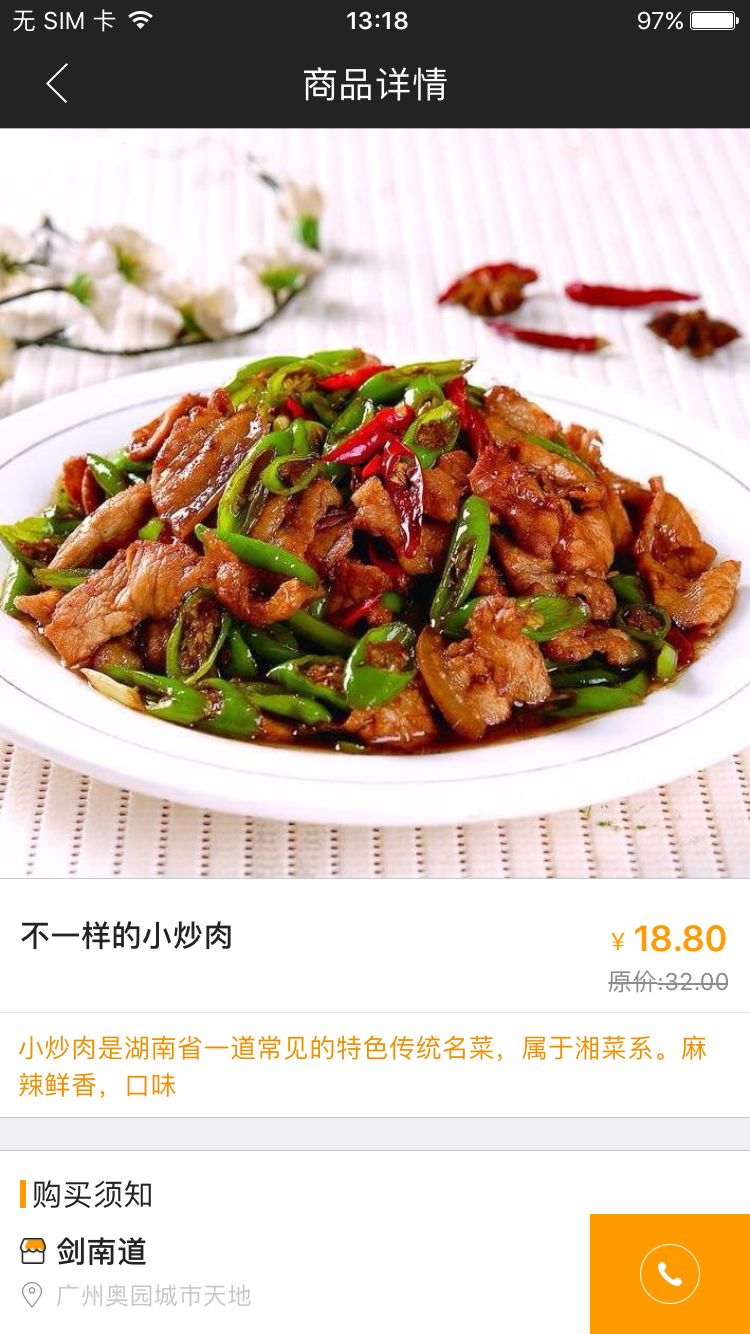 无 SIM 卡
13:18
97%
商品详情
不一样的小炒肉
¥ 18.80
原价:32.00
小炒肉是湖南省一道常见的特色传统名菜，属于湘菜系。麻
辣鲜香，口味
购买须知
剑南道
广州奥园城市天地